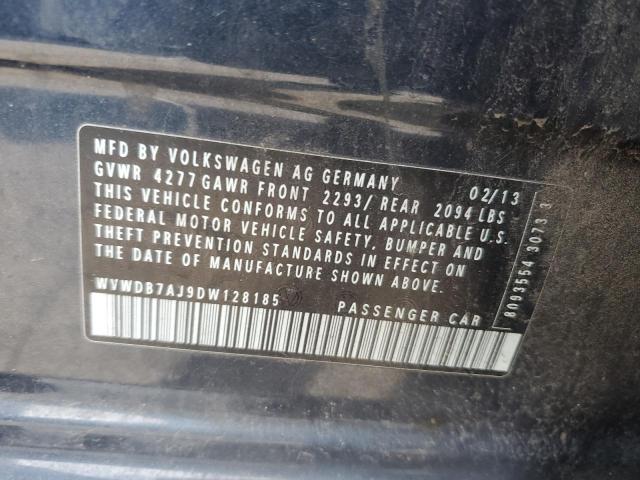 MFD BY VOLKSWAGEN AG GERMANY 02/13
GVWR 4277 GAWR FRONT 2293/ REAR 2094 LBS
THIS VEHICLE CONFORMS TO ALL APPLICABLE U.S.
FEDERAL MOTOR VEHICLE SAFETY, BUMPER AND
THEFT PREVENTION STANDARDS IN EFFECT ON
THE DATE OF MANUFACTURE SHOWN ABOVE.
WVWDB7AJ9DW128185 PASSENGER CAR
8093554 3073 3